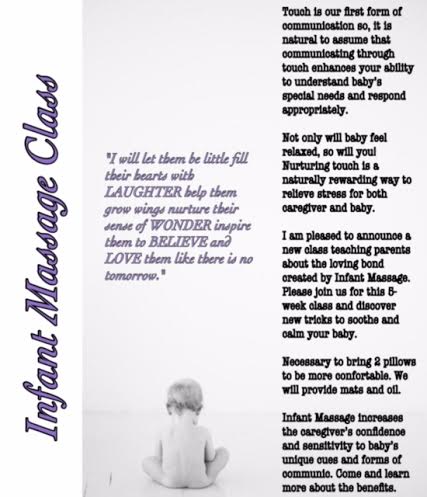 Infant Massage Class
"I will let them be little fill
their hearts with
LAUGHTER help them
grow wings nurture their
sense of WONDER inspire
them to BELIEVE and
LOVE them like there is no
tomorrow."
Touch is our first form of
communication so, it is
natural to assume that
communicating through
touch enhances your ability
to understand baby's
special needs and respond
appropriately.
Not only will baby feel
relaxed, so will you!
Nurturing touch is a
naturally rewarding way to
relieve stress for both
caregiver and baby.
I am pleased to announce a
new class teaching parents
about the loving bond
created by Infant Massage.
Please join us for this
week class and discover
new tricks to soothe and
calm your baby.
Necessary to bring 2 pillows
to be more confortable. We
will provide mats and oil.
Infant Massage increases
the caregiver's confidence
and sensitivity to baby's
unique cues and forms of
communic. Come and learn
more about the benefits.